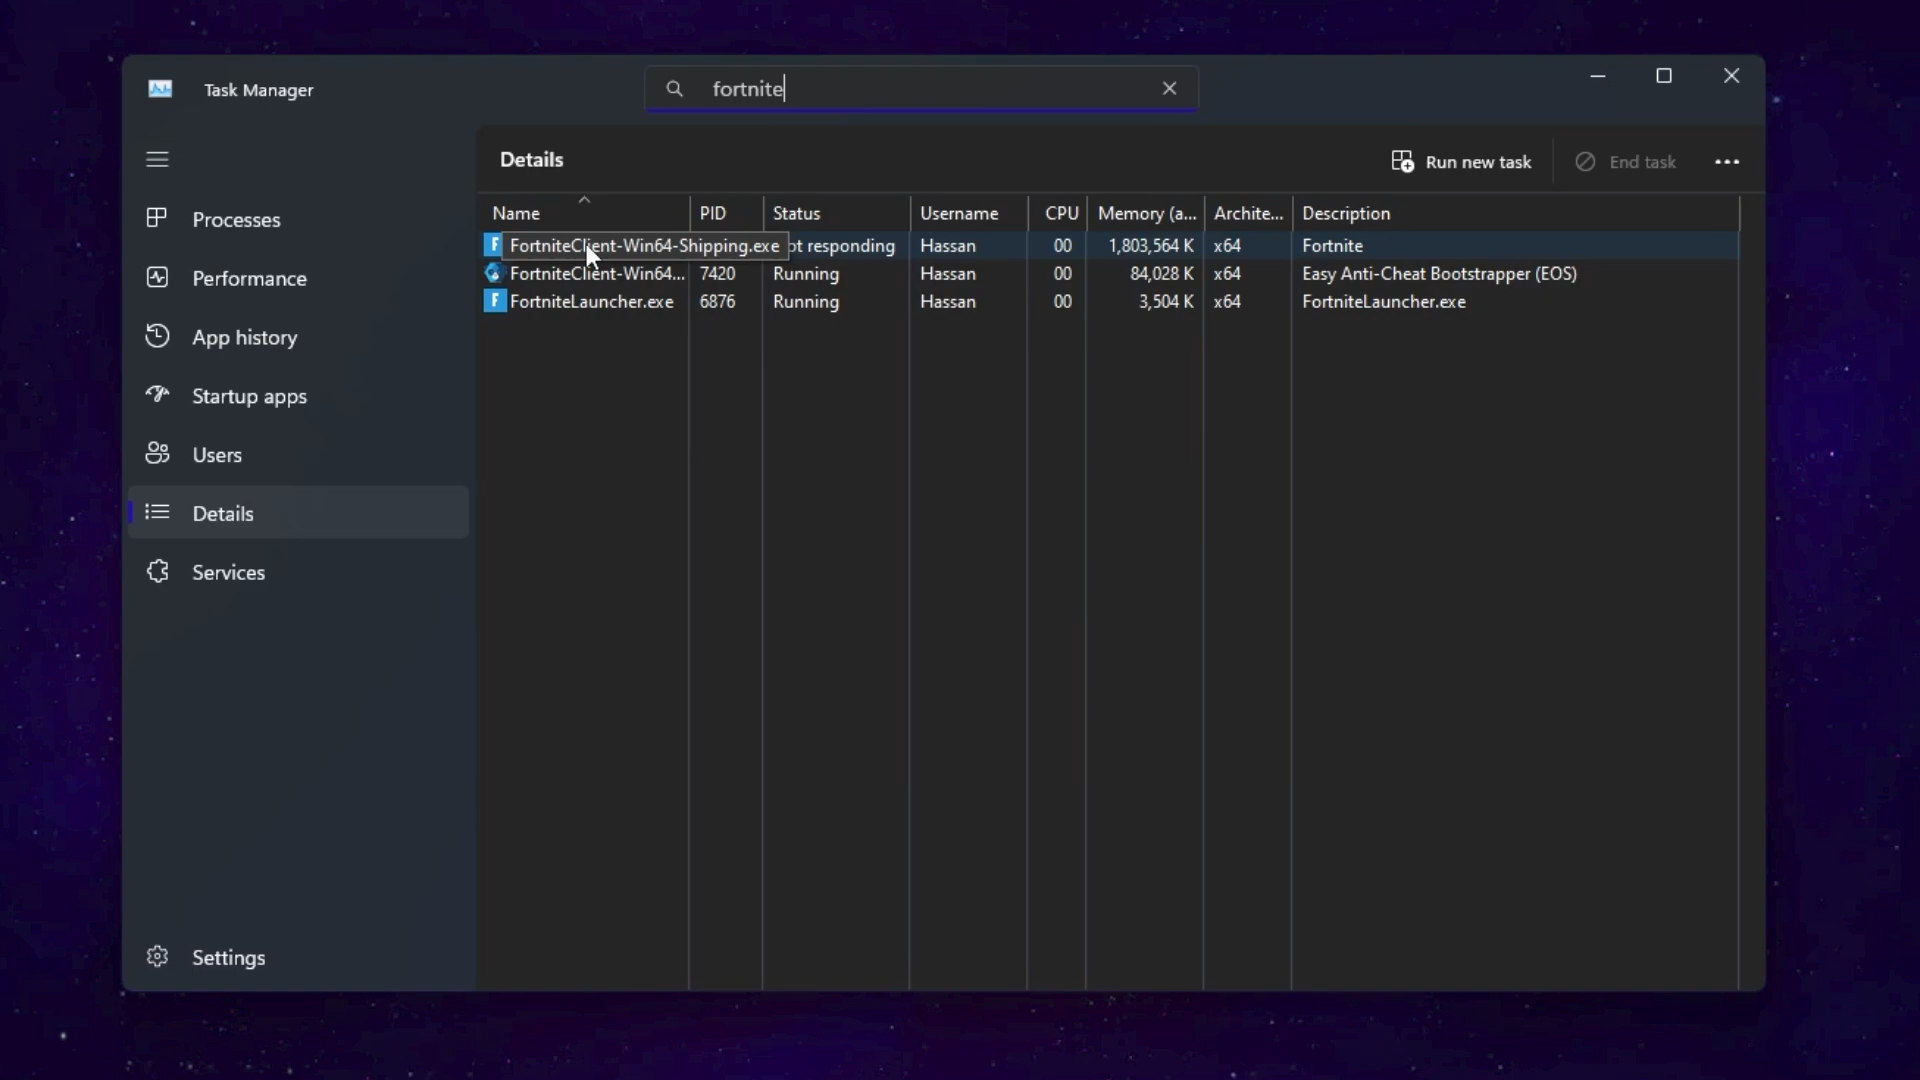 Task Manager
fortnite
Details
Run new task
End task
Processes
Performance
App history
Startup apps
Users
Details
Services
Settings
Name PID Status Username CPU Memory (a... Archite... Description
FortniteClient-Win64-Shipping.exe ot responding Hassan 00 1,803,564 K x64 Fortnite
FortniteClient-Win64... 7420 Running Hassan 00 84,028 K x64 Easy Anti-Cheat Bootstrapper (EOS)
FortniteLauncher.exe 6876 Running Hassan 00 3,504 K x64 FortniteLauncher.exe